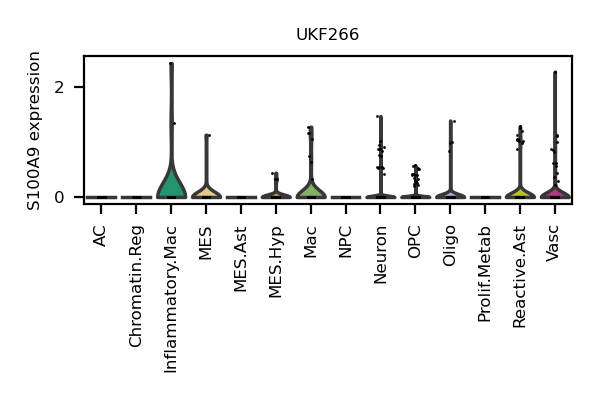 UKF266
S100A9 expression
2
0
AC
Chromatin.Reg
Inflammatory.Mac
MES
MES.Ast
MES.Hyp
Mac
NPC
Neuron
OPC
Oligo
Prolif.Metab
Reactive.Ast
Vasc